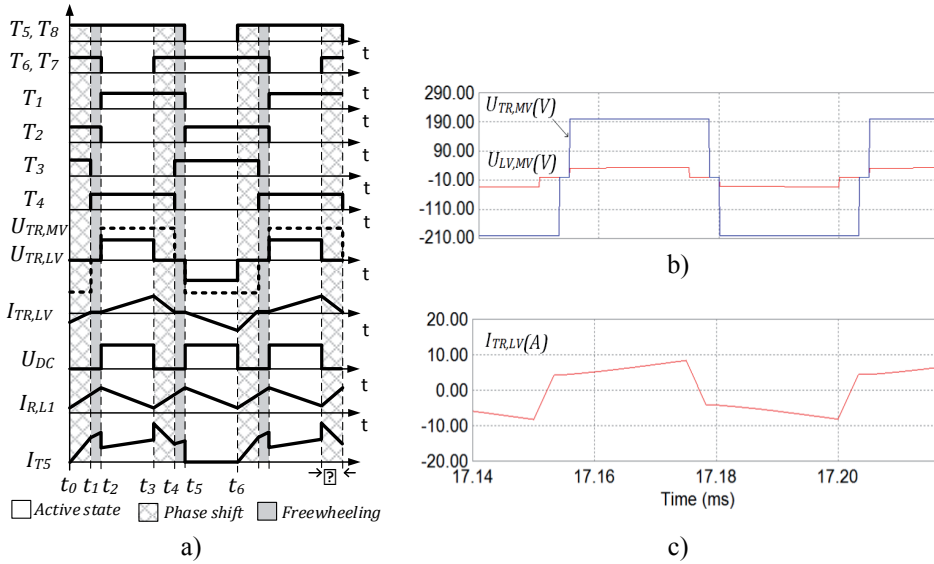 T5, T8
t
T6, T7
t
T1
t
T2
t
T3
t
T4
t
UTR,MV
UTR,LV
t
ITR,LV
t
UDC
t
IR,L1
t
IT5
?
t0 t1 t2 t3 t4 t5 t6
t
Active state Phase shift Freewheeling
a)
290.00
190.00
90.00
-10.00
-110.00
-210.00
UTR,MV(V)
ULV,MV(V)
b)
20.00
10.00
0.00
-10.00
-20.00
ITR,LV(A)
17.14 17.16 17.18 17.20
Time (ms)
c)